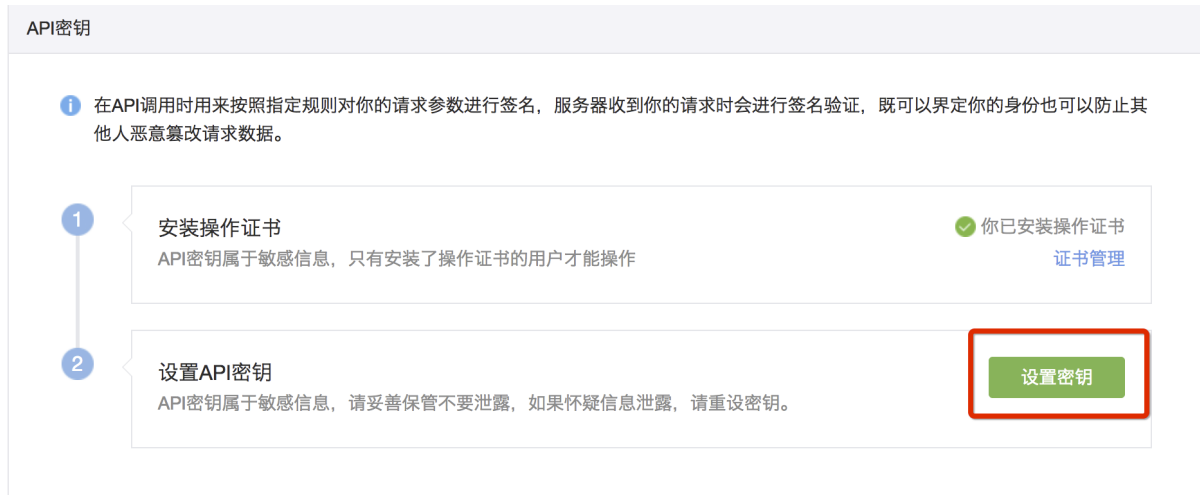 API密钥
在API调用时用来按照指定规则对你的请求参数进行签名，服务器收到你的请求时会进行签名验证，既可以界定你的身份也可以防止其
他人恶意篡改请求数据。
1
安装操作证书
你已安装操作证书
API密钥属于敏感信息，只有安装了操作证书的用户才能操作
证书管理
2
设置API密钥
设置密钥
API密钥属于敏感信息，请妥善保管不要泄露，如果怀疑信息泄露，请重设密钥。